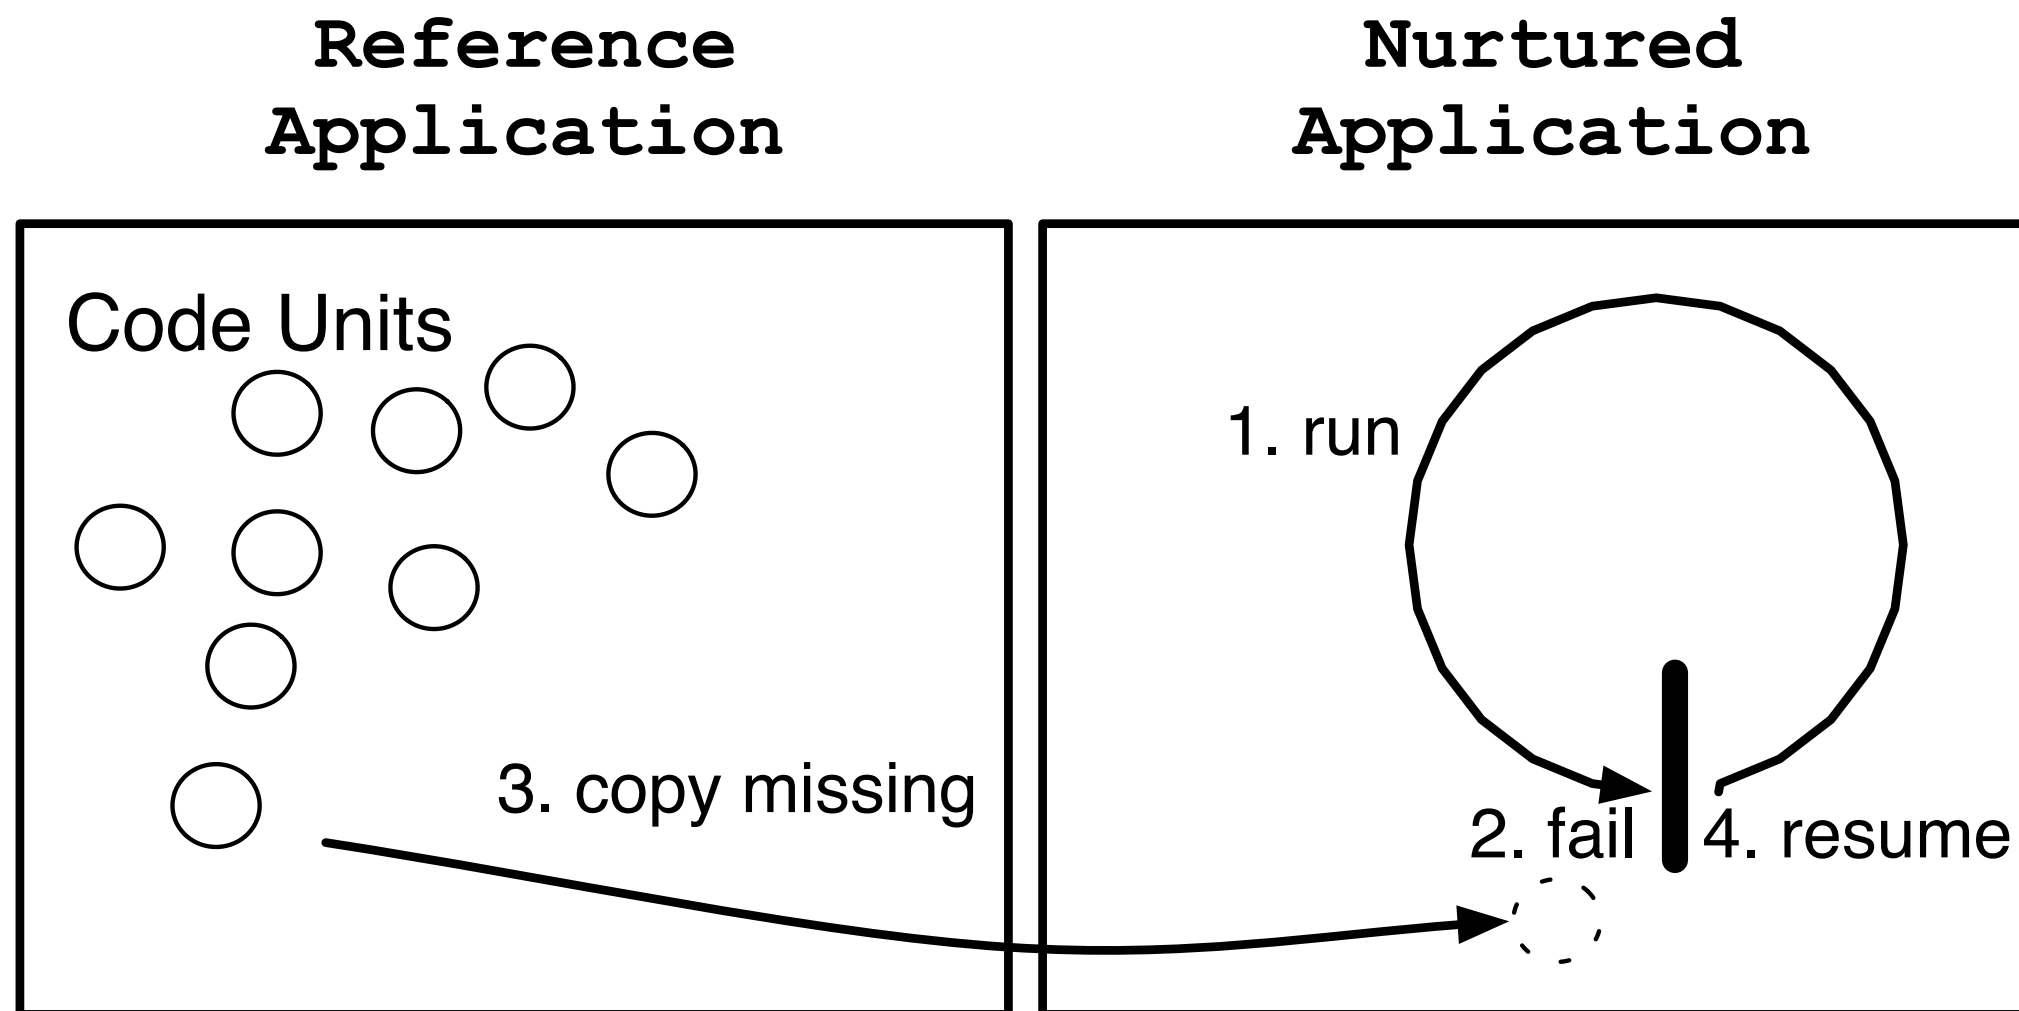 Reference
Application
Nurtured
Application
Code Units
1. run
3. copy missing
2. fail
4. resume